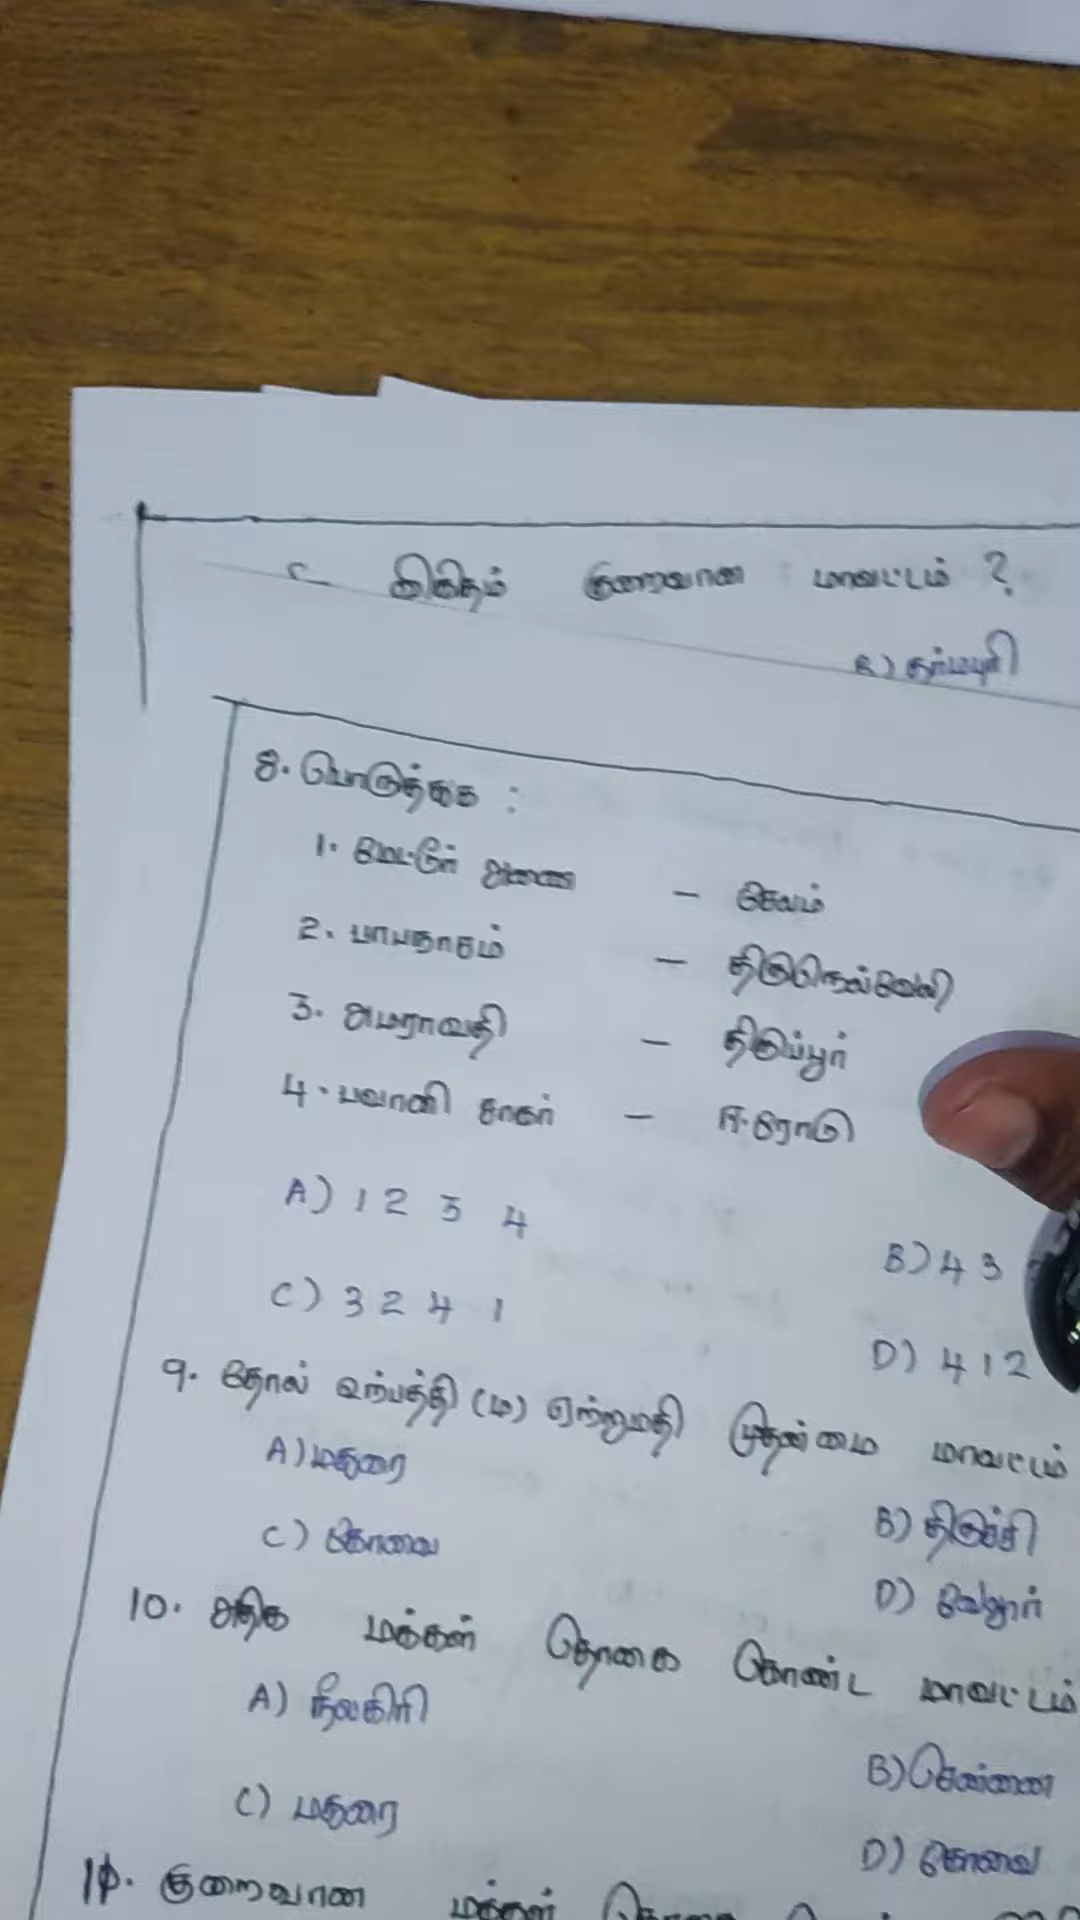 விகிதம் குறைவான மாவட்டம் ?
B) தர்மபுரி
8. பொருத்துக :
1. மேட்டூர் அணை – சேலம்
2. பாபநாசம் – திருநெல்வேலி
3. அமராவதி – திருப்பூர்
4. பவானி சாகர் – ஈரோடு
A) 1 2 3 4
B) 4 3
C) 3 2 4 1
D) 4 1 2
9. தோல் உற்பத்தி (ம) ஏற்றுமதி முதன்மை மாவட்டம்
A) மதுரை
B) திருச்சி
C) கோவை
D) வேலூர்
10. அதிக மக்கள் தொகை கொண்ட மாவட்டம்
A) நீலகிரி
B) சென்னை
C) மதுரை
D) கோவை
11. குறைவான மக்கள்